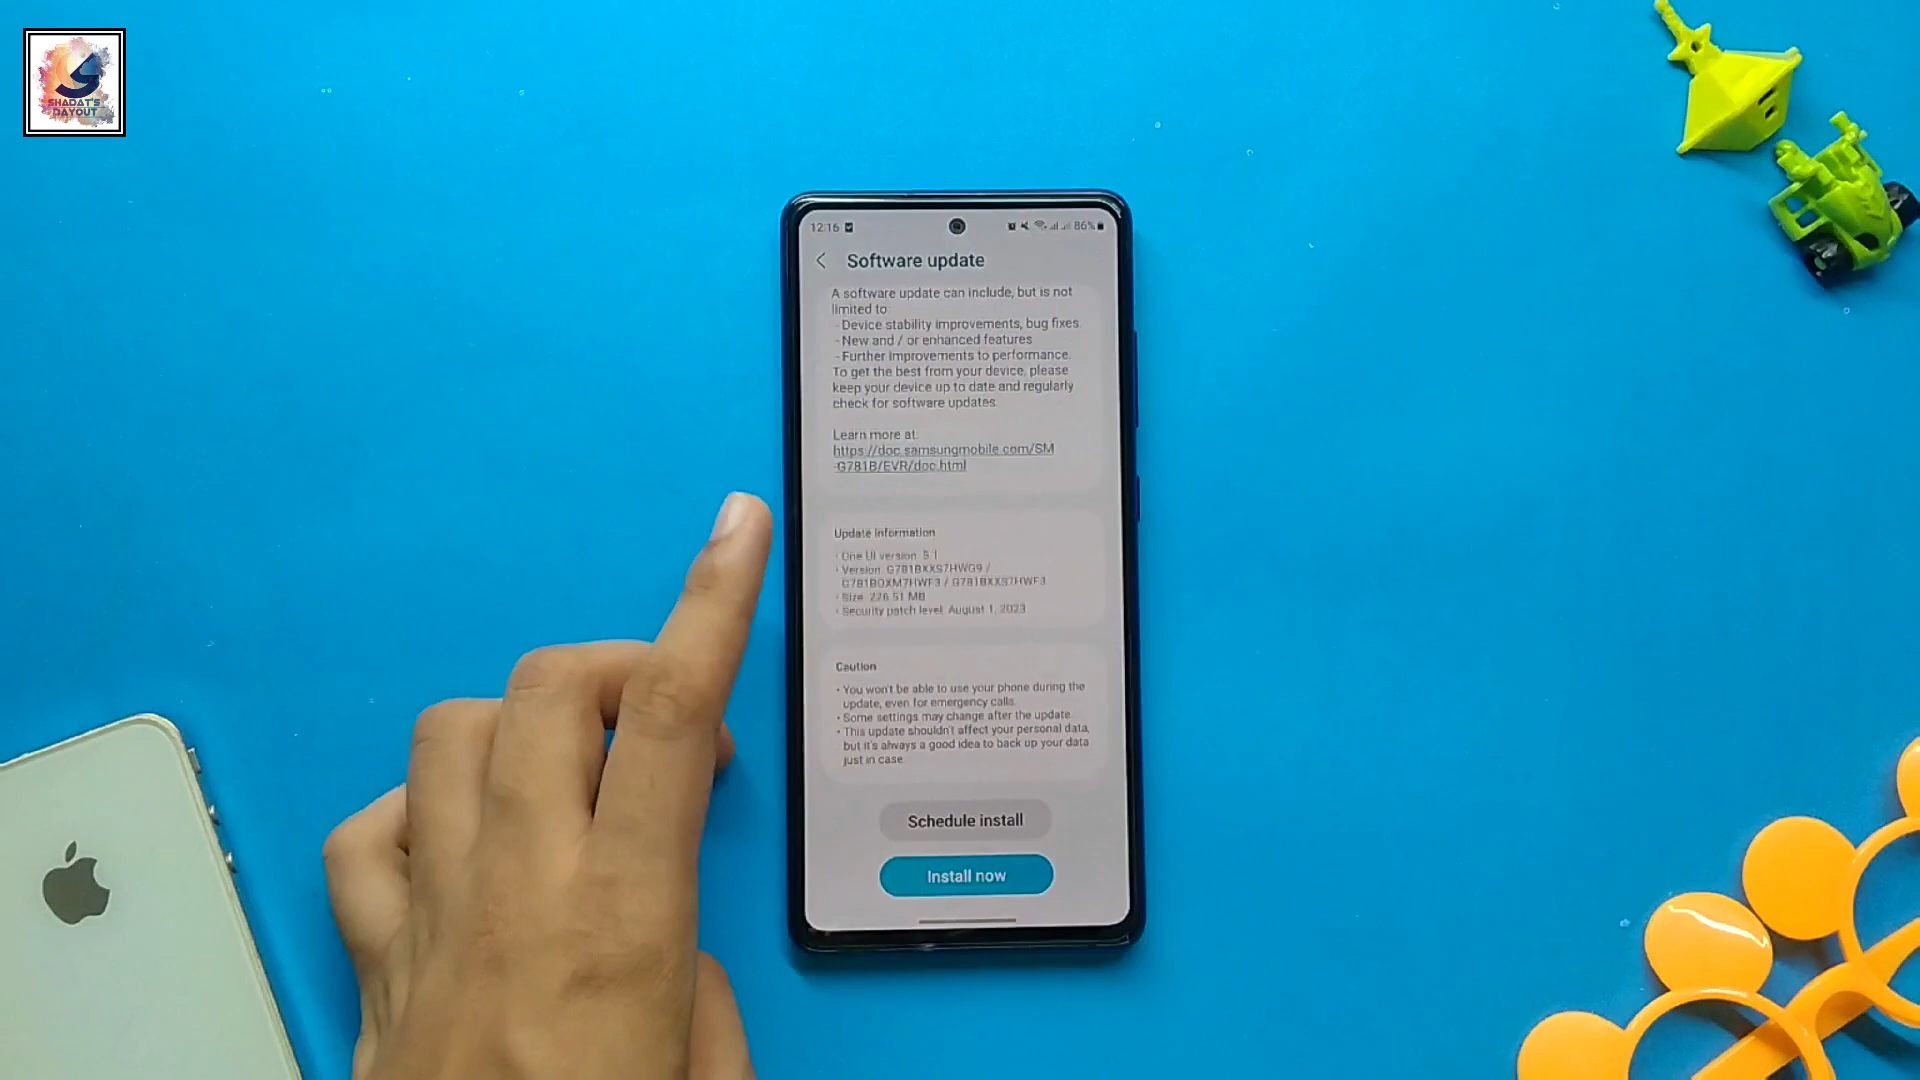 SHADAT'S
DAYOUT
12:16
86%
Software update
A software update can include, but is not
limited to:
- Device stability improvements, bug fixes.
- New and / or enhanced features
- Further improvements to performance.
To get the best from your device, please
keep your device up to date and regularly
check for software updates.
Learn more at:
https://doc.samsungmobile.com/SM
-G781B/EVR/doc.html
Update information
• One UI version: 5.1
• Version: G781BXXS7HWG9 /
G781BOXM7HWF3 / G781BXXS7HWF3
• Size: 226.51 MB
• Security patch level: August 1, 2023
Caution
• You won't be able to use your phone during the
update, even for emergency calls.
• Some settings may change after the update.
• This update shouldn't affect your personal data,
but it's always a good idea to back up your data
just in case.
Schedule install
Install now